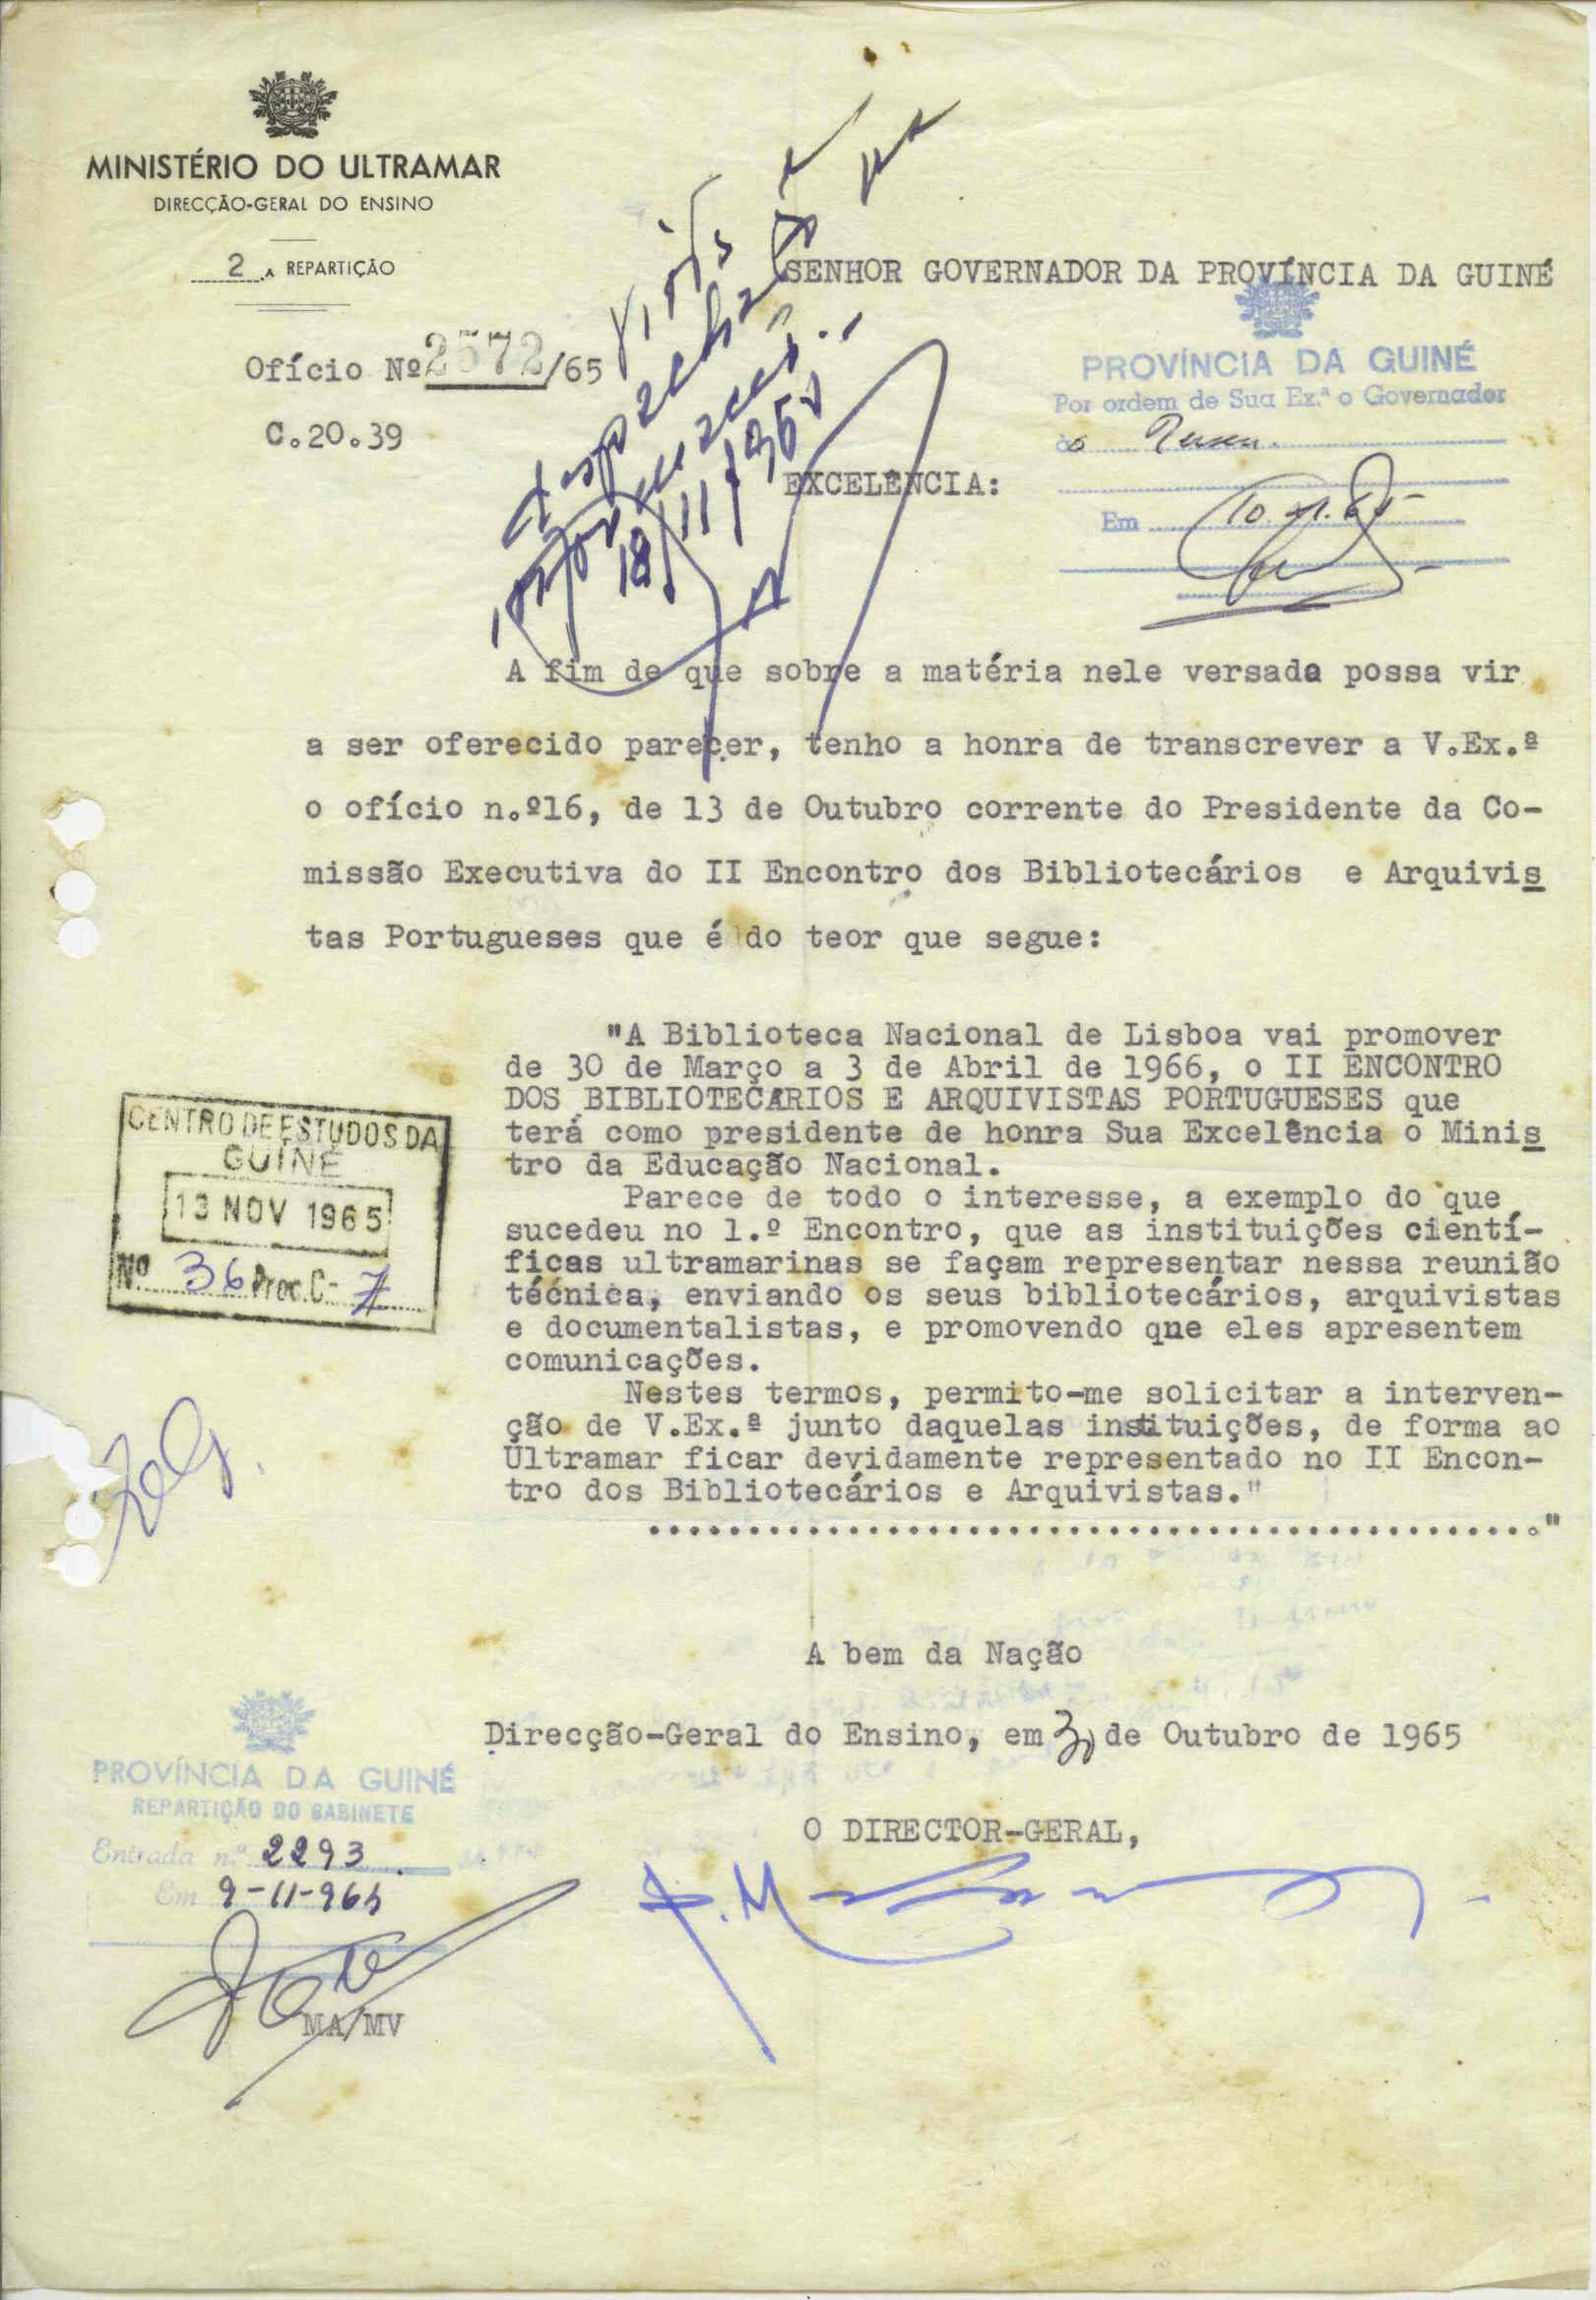 MINISTÉRIO DO ULTRAMAR
DIRECÇÃO-GERAL DO ENSINO
2.A REPARTIÇÃO
SENHOR GOVERNADOR DA PROVÍNCIA DA GUINÉ
Ofício Nº 2572/65
C.20.39
PROVÍNCIA DA GUINÉ
Por ordem de Sua Ex.ª o Governador
ao
Em 10.11.65
18/11/965
EXCELÊNCIA:
A fim de que sobre a matéria nele versada possa vir
a ser oferecido parecer, tenho a honra de transcrever a V.Ex.ª
o ofício n.º16, de 13 de Outubro corrente do Presidente da Co-
missão Executiva do II Encontro dos Bibliotecários e Arquivis
tas Portugueses que é do teor que segue:
"A Biblioteca Nacional de Lisboa vai promover
de 30 de Março a 3 de Abril de 1966, o II ENCONTRO
DOS BIBLIOTECÁRIOS E ARQUIVISTAS PORTUGUESES que
terá como presidente de honra Sua Excelência o Minis
tro da Educação Nacional.
Parece de todo o interesse, a exemplo do que
sucedeu no 1.º Encontro, que as instituições cientí-
ficas ultramarinas se façam representar nessa reunião
técnica, enviando os seus bibliotecários, arquivistas
e documentalistas, e promovendo qne eles apresentem
comunicações.
Nestes termos, permito-me solicitar a interven-
ção de V.Ex.ª junto daquelas instituições, de forma ao
Ultramar ficar devidamente representado no II Encon-
tro dos Bibliotecários e Arquivistas."
............................................."
CENTRO DE ESTUDOS DA
GUINÉ
13 NOV 1965
Nº 36 Proc. C-7
A bem da Nação
Direcção-Geral do Ensino, em 30 de Outubro de 1965
O DIRECTOR-GERAL,
PROVÍNCIA DA GUINÉ
REPARTIÇÃO DO GABINETE
Entrada n.º 2293
Em 9-11-965
MA/MV